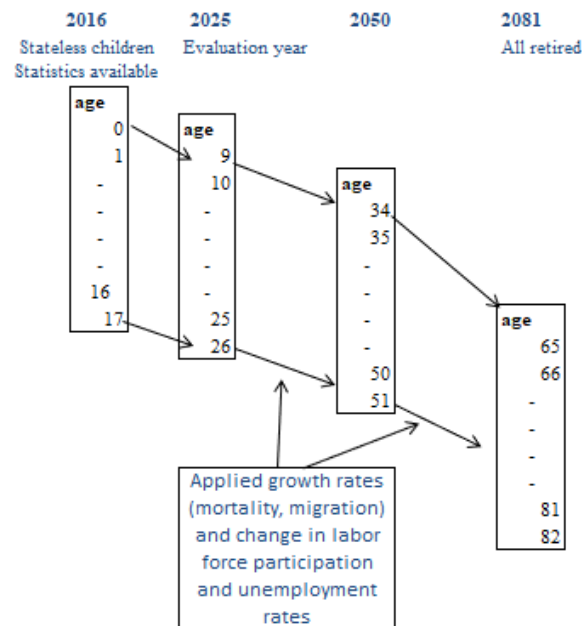 2016
Stateless children
Statistics available
2025
Evaluation year
2050
2081
All retired
age
0
1
-
-
-
-
16
17
age
9
10
-
-
-
-
-
25
26
age
34
35
-
-
-
-
-
50
51
age
65
66
-
-
-
-
81
82
Applied growth rates
(mortality, migration)
and change in labor
force participation
and unemployment
rates